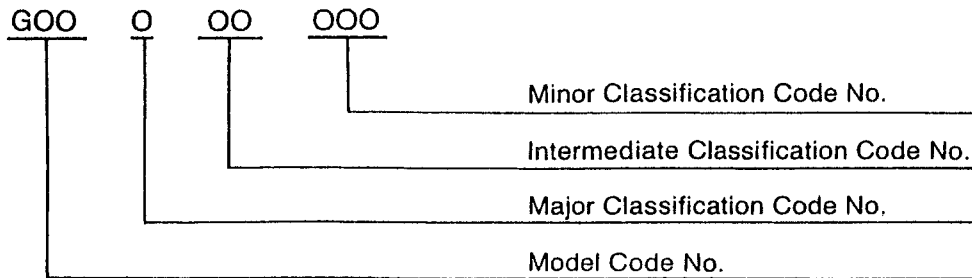 GOO O OO OOO
Minor Classification Code No.
Intermediate Classification Code No.
Major Classification Code No.
Model Code No.